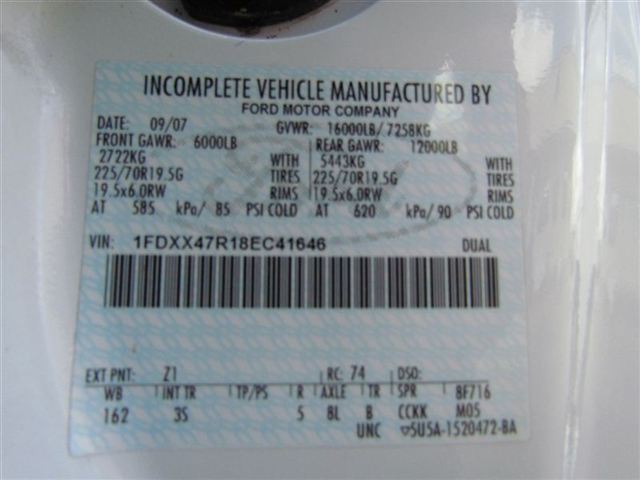 INCOMPLETE VEHICLE MANUFACTURED BY
FORD MOTOR COMPANY
DATE: 09/07 GVWR: 16000LB/ 7258KG
FRONT GAWR: 6000LB REAR GAWR: 12000LB
2722KG WITH 5443KG WITH
225/70R19.5G TIRES 225/70R19.5G TIRES
19.5x6.0RW RIMS 19.5x6.0RW RIMS
AT 585 kPa/ 85 PSI COLD AT 620 kPa/ 90 PSI COLD
VIN: 1FDXX47R18EC41646 DUAL
EXT PNT: Z1 RC: 74 DSO:
WB INT TR TP/PS R AXLE TR SPR 8F716
162 3S 5 8L B CCKK M05
UNC ▽5U5A-1520472-BA